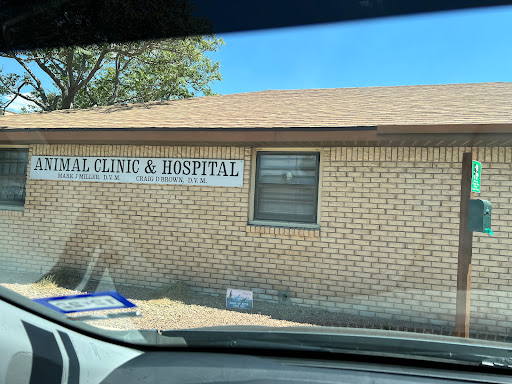 ANIMAL CLINIC & HOSPITAL
MARK J MILLER, D.V.M. CRAIG D BROWN, D.V.M.